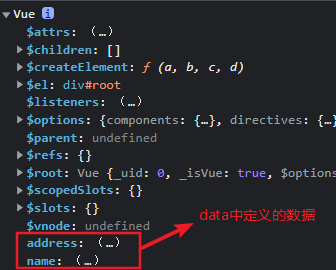 ▼ Vue
$attrs: (...)
▶ $children: []
▶ $createElement: ƒ (a, b, c, d)
▶ $el: div#root
$listeners: (...)
▶ $options: {components: {…}, directives: {…}
$parent: undefined
▶ $refs: {}
▶ $root: Vue {_uid: 0, _isVue: true, $options
▶ $scopedSlots: {}
▶ $slots: {}
$vnode: undefined
address: (...)
data中定义的数据
name: (...)